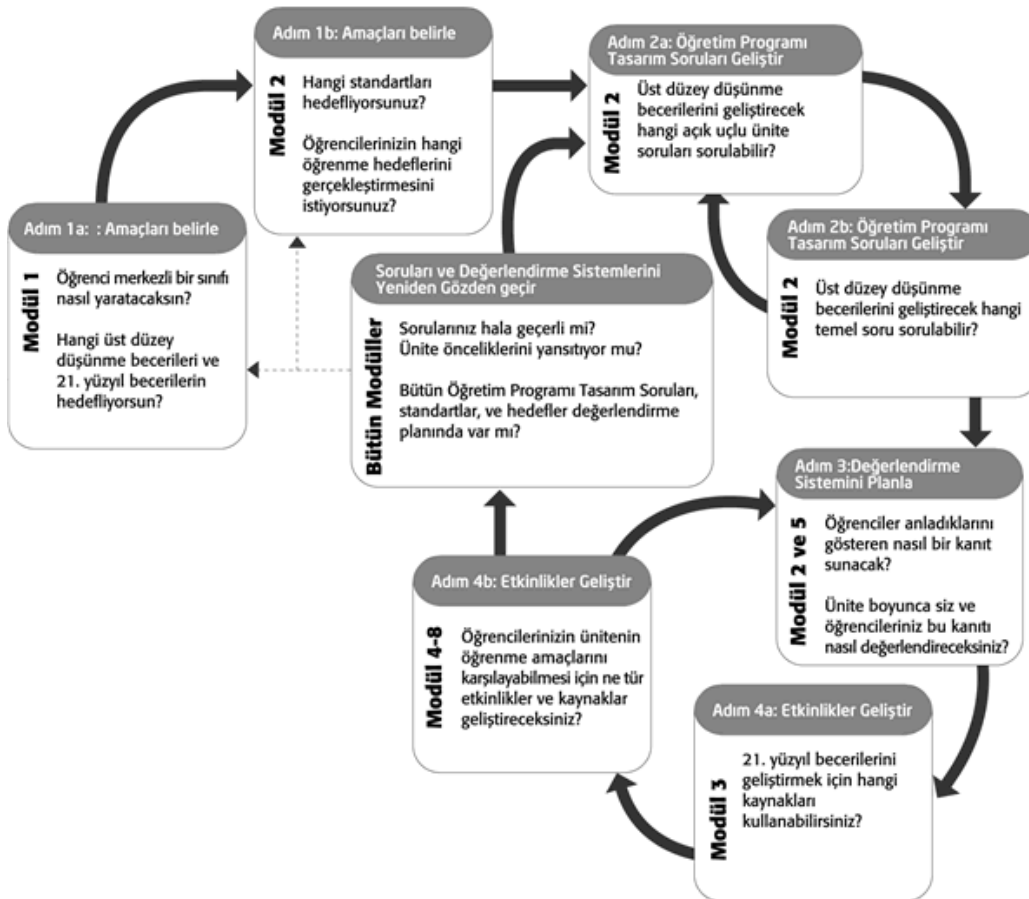 Adım 1a: : Amaçları belirle
Modül 1
Öğrenci merkezli bir sınıfı
nasıl yaratacaksın?
Hangi üst düzey
düşünme becerileri ve
21. yüzyıl becerilerin
hedefliyorsun?
Adım 1b: Amaçları belirle
Modül 2
Hangi standartları
hedefliyorsunuz?
Öğrencilerinizin hangi
öğrenme hedeflerini
gerçekleştirmesini
istiyorsunuz?
Adım 2a: Öğretim Programı
Tasarım Soruları Geliştir
Modül 2
Üst düzey düşünme
becerilerini geliştirecek
hangi açık uçlu ünite
soruları sorulabilir?
Adım 2b: Öğretim Programı
Tasarım Soruları Geliştir
Modül 2
Üst düzey düşünme
becerilerini geliştirecek hangi
temel soru sorulabilir?
Soruları ve Değerlendirme Sistemlerini
Yeniden Gözden geçir
Bütün Modüller
Sorularınız hala geçerli mi?
Ünite önceliklerini yansıtıyor mu?
Bütün Öğretim Programı Tasarım Soruları,
standartlar, ve hedefler değerlendirme
planında var mı?
Adım 3:Değerlendirme
Sistemini Planla
Modül 2 ve 5
Öğrenciler anladıklarını
gösteren nasıl bir kanıt
sunacak?
Ünite boyunca siz ve
öğrencileriniz bu kanıtı
nasıl değerlendireceksiniz?
Adım 4b: Etkinlikler Geliştir
Modül 4-8
Öğrencilerinizin ünitenin
öğrenme amaçlarını
karşılayabilmesi için ne tür
etkinlikler ve kaynaklar
geliştireceksiniz?
Adım 4a: Etkinlikler Geliştir
Modül 3
21. yüzyıl becerilerini
geliştirmek için hangi
kaynakları
kullanabilirsiniz?